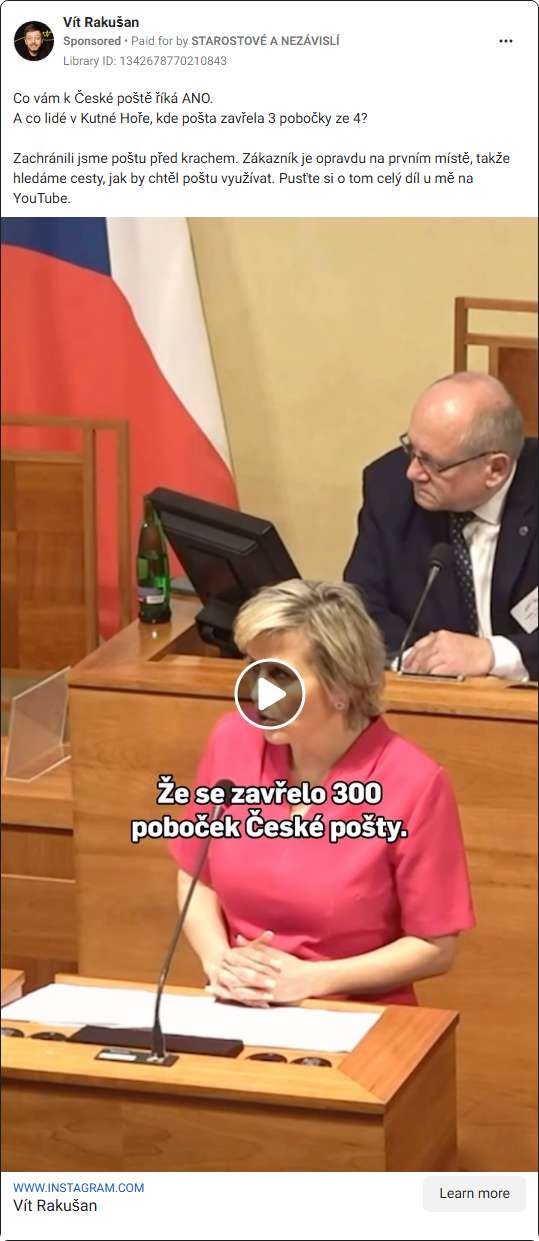 Vít Rakušan
Sponsored • Paid for by STAROSTOVÉ A NEZÁVISLÍ
Library ID: 1342678770210843
Co vám k České poště říká ANO.
A co lidé v Kutné Hoře, kde pošta zavřela 3 pobočky ze 4?
Zachránili jsme poštu před krachem. Zákazník je opravdu na prvním místě, takže
hledáme cesty, jak by chtěl poštu využívat. Pusťte si o tom celý díl u mě na
YouTube.
Že se zavřelo 300
poboček České pošty.
WWW.INSTAGRAM.COM
Vít Rakušan
Learn more